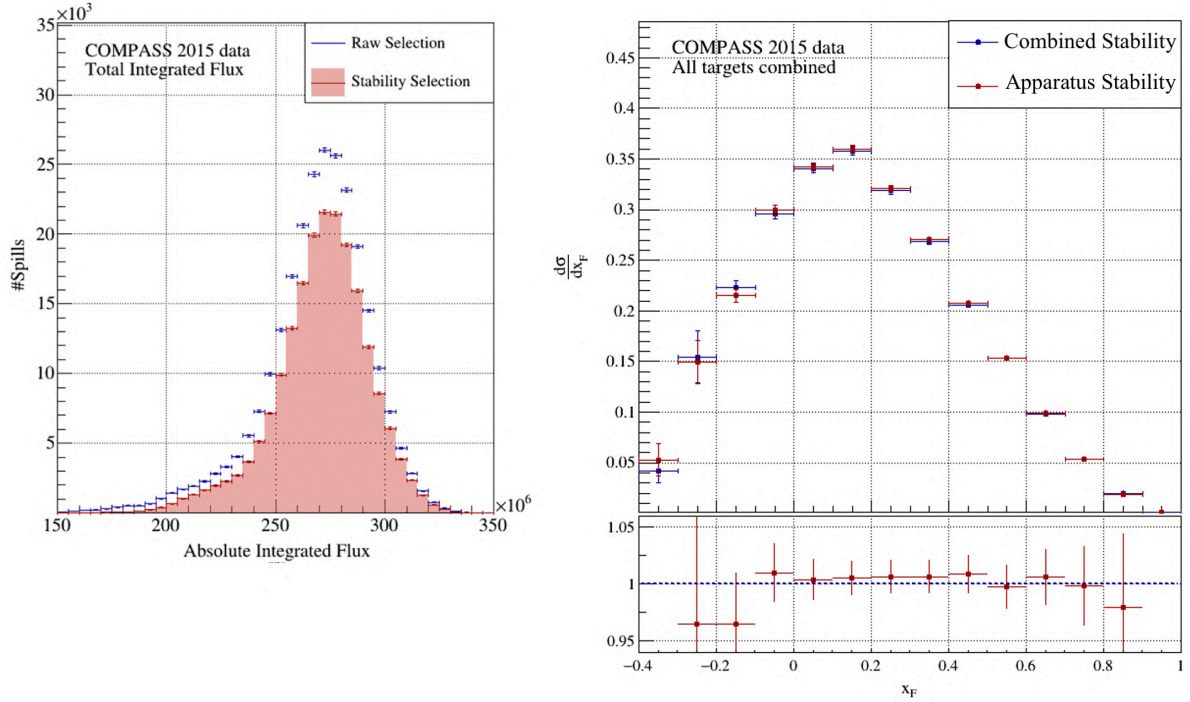 35
×10³
COMPASS 2015 data
Total Integrated Flux
Raw Selection
Stability Selection
30
25
20
15
10
5
#Spills
150
200
250
300
350
×10⁶
Absolute Integrated Flux
COMPASS 2015 data
All targets combined
Combined Stability
Apparatus Stability
0.45
0.4
0.35
0.3
0.25
0.2
0.15
0.1
0.05
dσ
dx_F
1.05
1
0.95
−0.4
−0.2
0
0.2
0.4
0.6
0.8
1
x_F